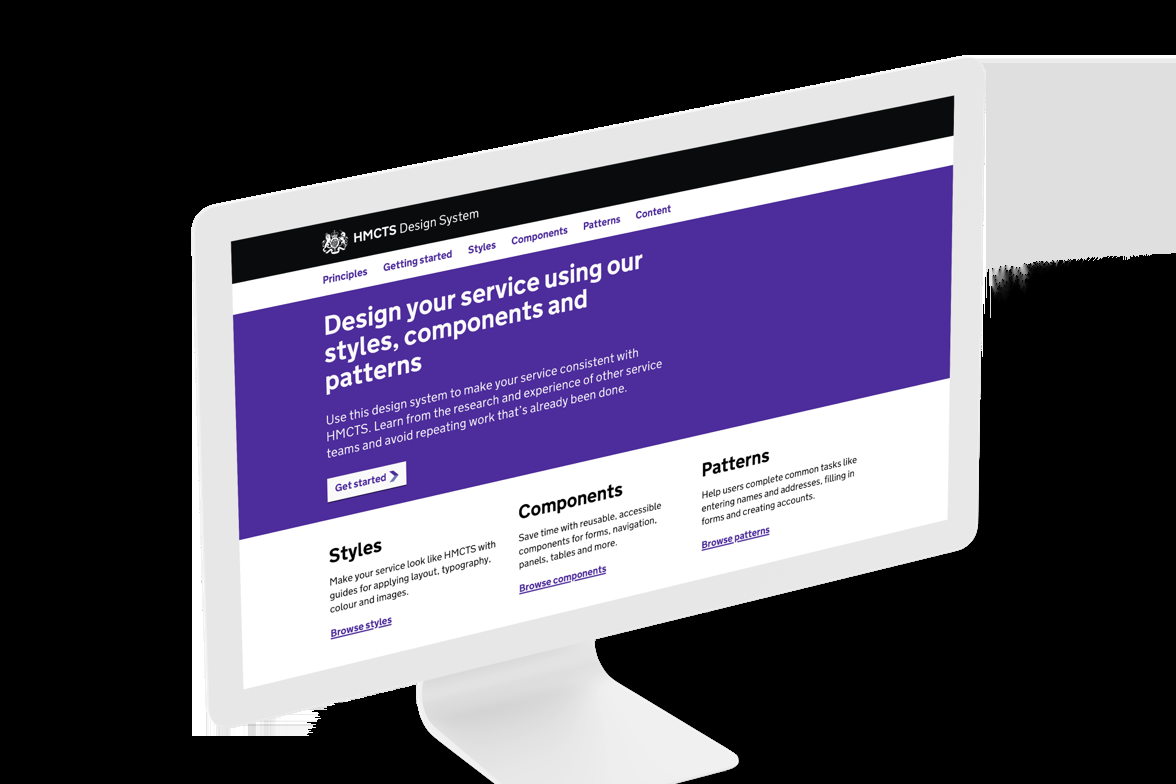 HMCTS Design System
Principles Getting started Styles Components Patterns Content
Design your service using our
styles, components and
patterns
Use this design system to make your service consistent with
HMCTS. Learn from the research and experience of other service
teams and avoid repeating work that's already been done.
Get started
Styles
Make your service look like HMCTS with
guides for applying layout, typography,
colour and images.
Browse styles
Components
Save time with reusable, accessible
components for forms, navigation,
panels, tables and more.
Browse components
Patterns
Help users complete common tasks like
entering names and addresses, filling in
forms and creating accounts.
Browse patterns